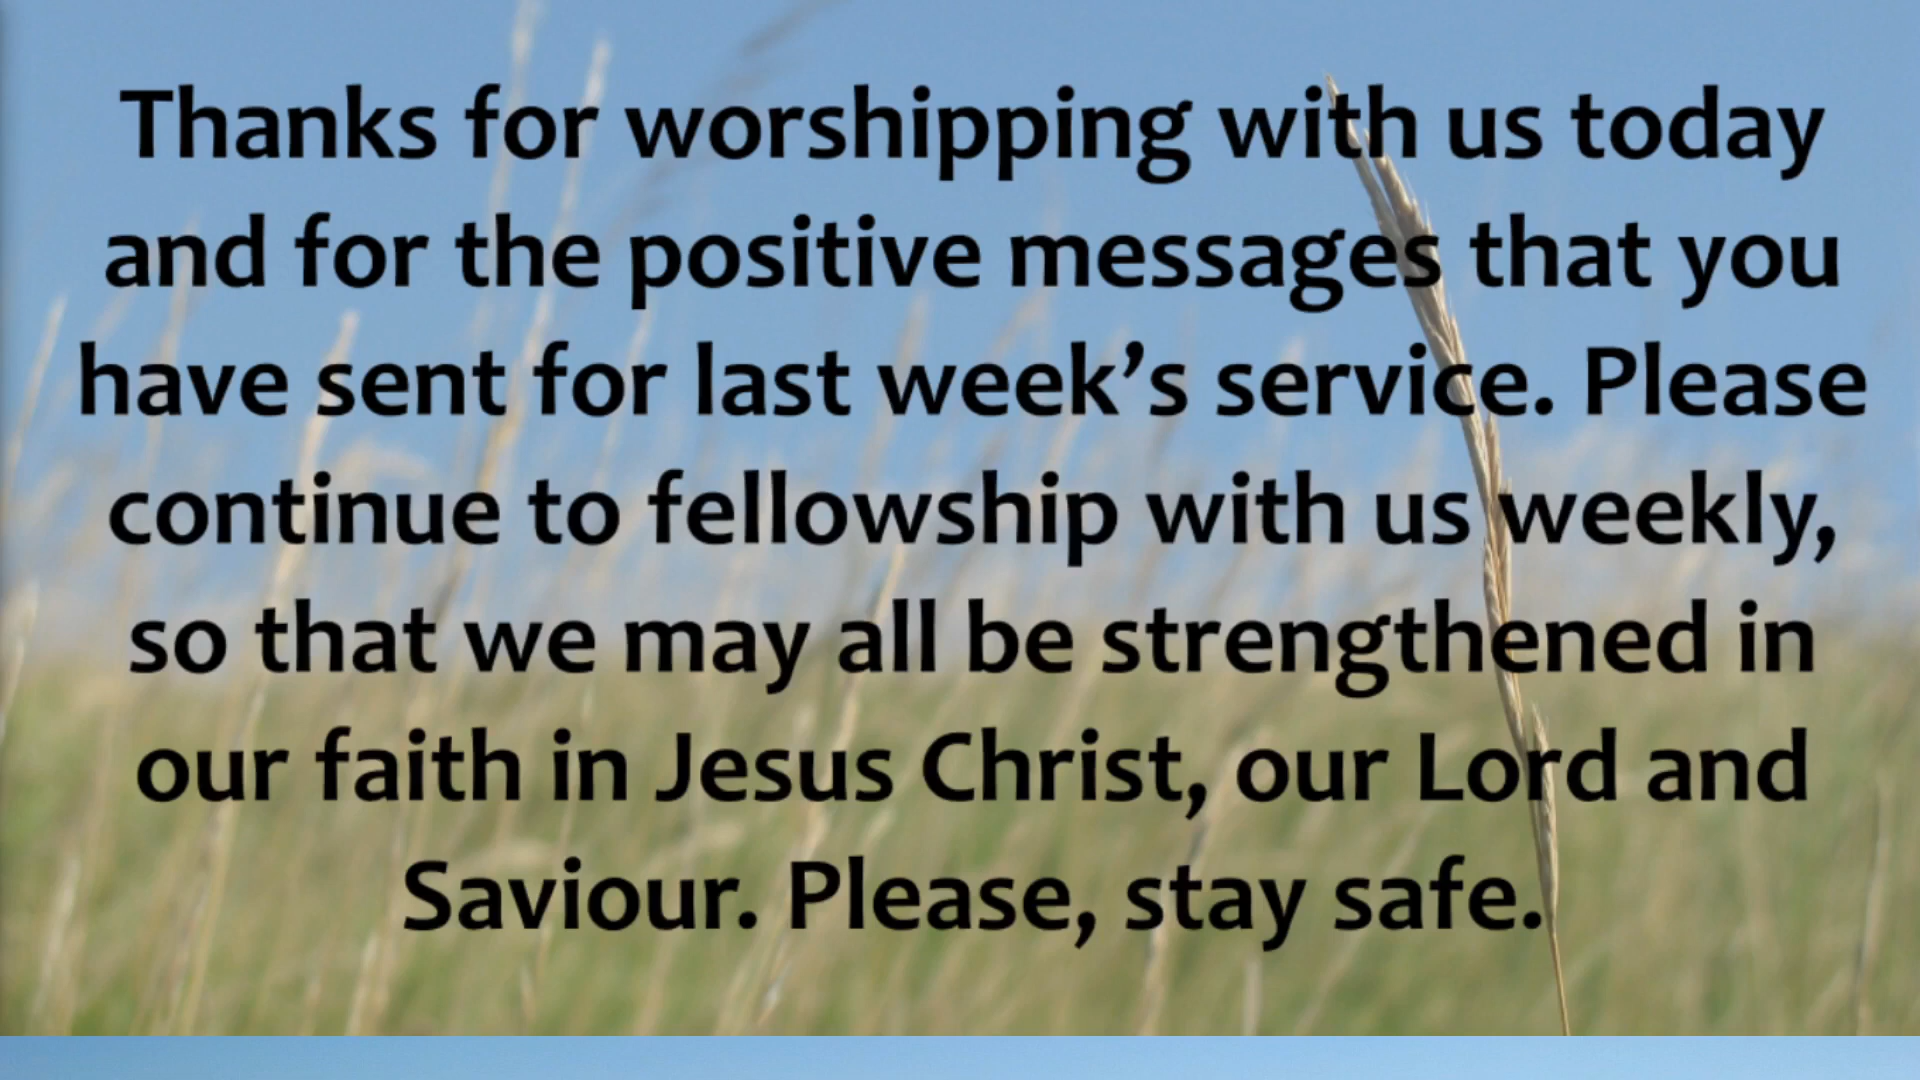 Thanks for worshipping with us today
and for the positive messages that you
have sent for last week’s service. Please
continue to fellowship with us weekly,
so that we may all be strengthened in
our faith in Jesus Christ, our Lord and
Saviour. Please, stay safe.